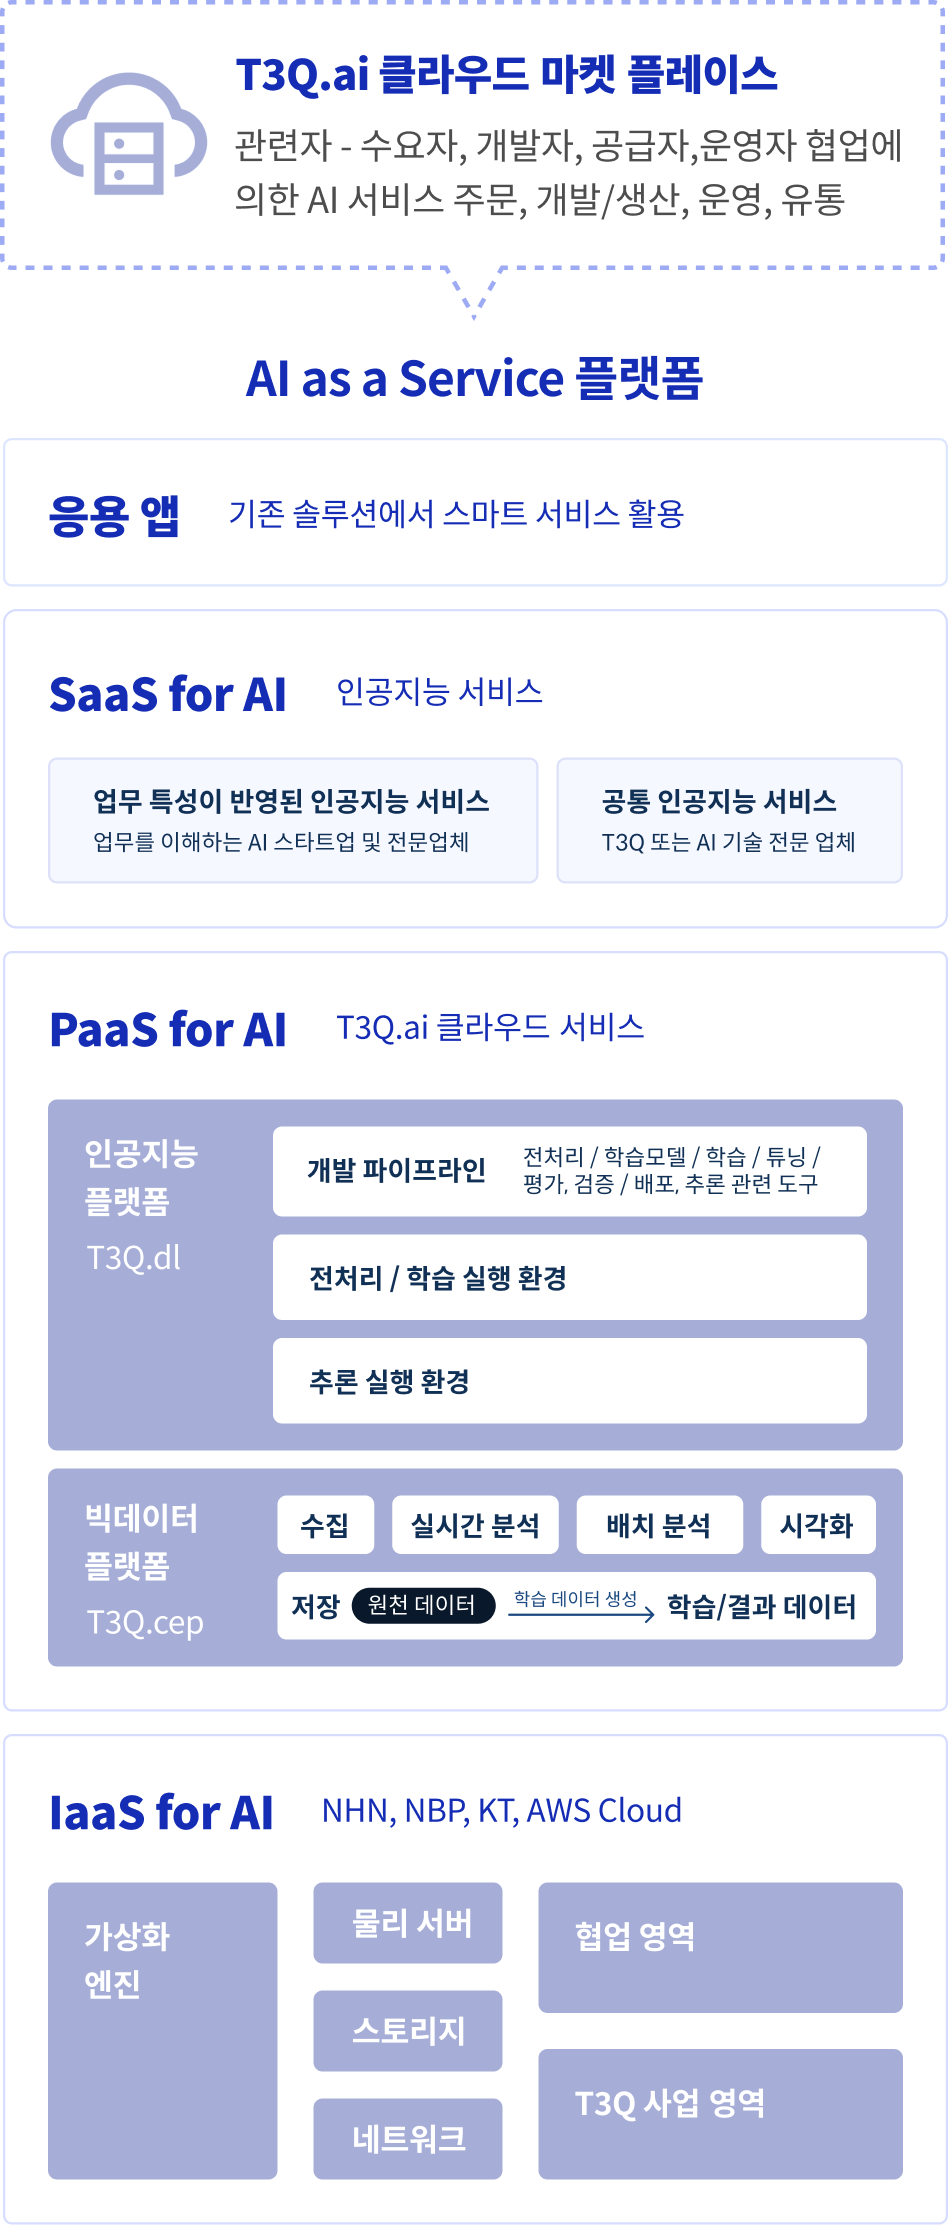 T3Q.ai 클라우드 마켓 플레이스
관련자 - 수요자, 개발자, 공급자,운영자 협업에
의한 AI 서비스 주문, 개발/생산, 운영, 유통
AI as a Service 플랫폼
응용 앱
기존 솔루션에서 스마트 서비스 활용
SaaS for AI
인공지능 서비스
업무 특성이 반영된 인공지능 서비스
업무를 이해하는 AI 스타트업 및 전문업체
공통 인공지능 서비스
T3Q 또는 AI 기술 전문 업체
PaaS for AI
T3Q.ai 클라우드 서비스
인공지능
플랫폼
T3Q.dl
개발 파이프라인
전처리 / 학습모델 / 학습 / 튜닝 /
평가, 검증 / 배포, 추론 관련 도구
전처리 / 학습 실행 환경
추론 실행 환경
빅데이터
플랫폼
T3Q.cep
수집
실시간 분석
배치 분석
시각화
저장
원천 데이터
학습 데이터 생성
학습/결과 데이터
IaaS for AI
NHN, NBP, KT, AWS Cloud
가상화
엔진
물리 서버
스토리지
네트워크
협업 영역
T3Q 사업 영역